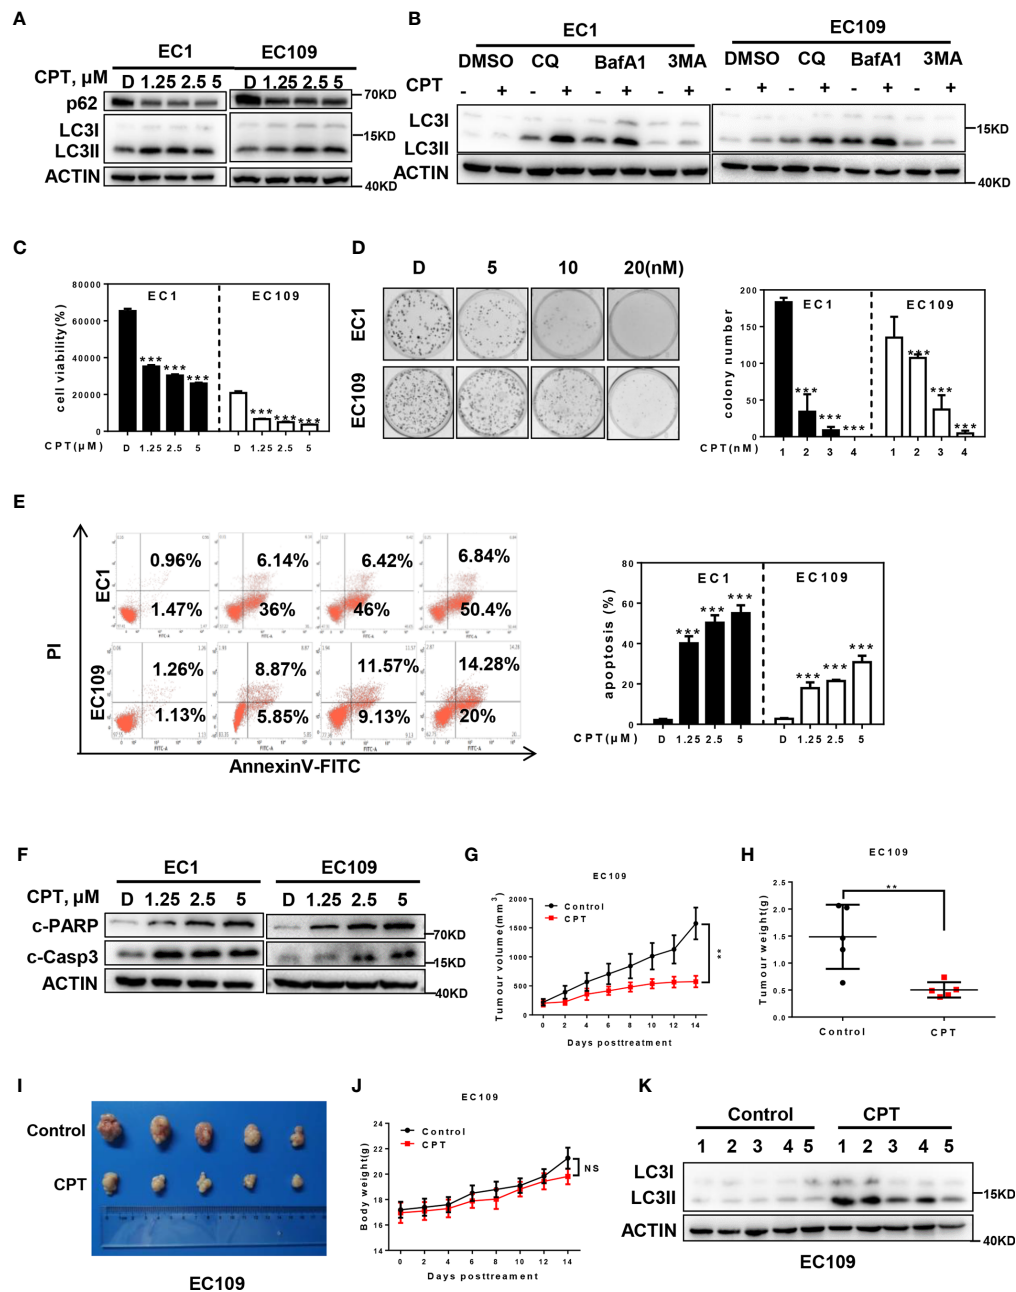 A
EC1 EC109
CPT, μM D 1.25 2.5 5 D 1.25 2.5 5
p62 70KD
LC3I 15KD
LC3II
ACTIN 40KD
B
EC1 EC109
DMSO CQ BafA1 3MA DMSO CQ BafA1 3MA
CPT - + - + - + - + - + - + - + - +
LC3I 15KD
LC3II
ACTIN 40KD
C
cell viability(%)
80000
60000
40000
20000
0
EC1 EC109
*** *** *** *** *** ***
CPT(μM) D 1.25 2.5 5 D 1.25 2.5 5
D
D 5 10 20(nM)
EC1
EC109
colony number
200
150
100
50
0
EC1 EC109
*** *** *** *** *** ***
CPT(nM) 1 2 3 4 1 2 3 4
E
PI
EC1
0.96% 6.14% 6.42% 6.84%
1.47% 36% 46% 50.4%
EC109
1.26% 8.87% 11.57% 14.28%
1.13% 5.85% 9.13% 20%
AnnexinV-FITC
apoptosis (%)
80
60
40
20
0
EC1 EC109
*** *** *** *** *** ***
CPT(μM) D 1.25 2.5 5 D 1.25 2.5 5
F
EC1 EC109
CPT, μM D 1.25 2.5 5 D 1.25 2.5 5
c-PARP 70KD
c-Casp3 15KD
ACTIN 40KD
G
EC109
Tumour volume(mm3)
2000
1500
1000
500
0
Control
CPT
**
0 2 4 6 8 10 12 14
Days posttreatment
H
EC109
Tumour weight(g)
2.5
2.0
1.5
1.0
0.5
0.0
**
Control CPT
I
Control
CPT
EC109
J
EC109
Body weight(g)
24
22
20
18
16
14
Control
CPT
NS
0 2 4 6 8 10 12 14
Days posttreament
K
Control CPT
1 2 3 4 5 1 2 3 4 5
LC3I
LC3II 15KD
ACTIN 40KD
EC109